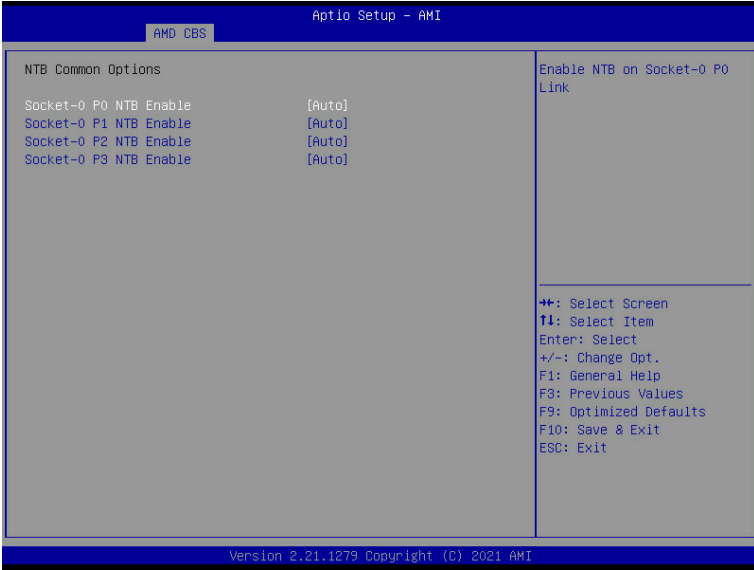 Aptio Setup – AMI
AMD CBS
NTB Common Options
Socket-0 P0 NTB Enable [Auto]
Socket-0 P1 NTB Enable [Auto]
Socket-0 P2 NTB Enable [Auto]
Socket-0 P3 NTB Enable [Auto]
Enable NTB on Socket-0 P0
Link
→←: Select Screen
↑↓: Select Item
Enter: Select
+/-: Change Opt.
F1: General Help
F3: Previous Values
F9: Optimized Defaults
F10: Save & Exit
ESC: Exit
Version 2.21.1279 Copyright (C) 2021 AMI